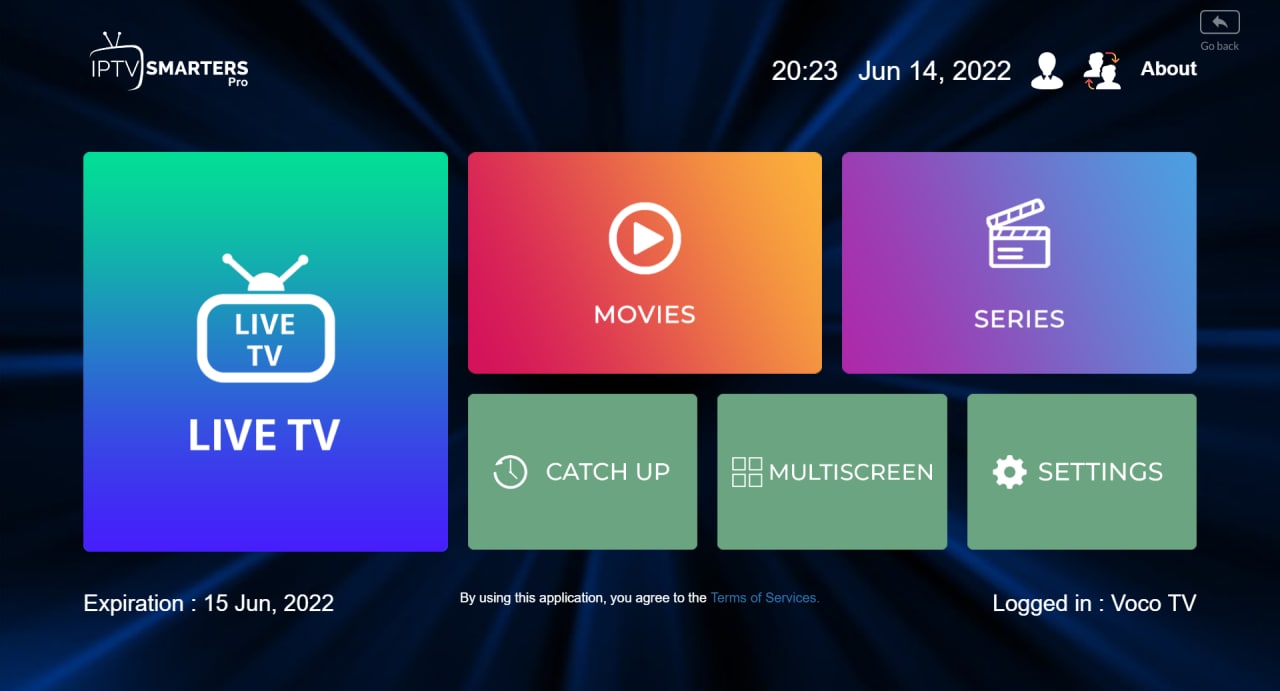 Go back
IPTV SMARTERS
Pro
20:23 Jun 14, 2022 About
LIVE
TV
LIVE TV
MOVIES
SERIES
CATCH UP
MULTISCREEN
SETTINGS
Expiration : 15 Jun, 2022
By using this application, you agree to the Terms of Services.
Logged in : Voco TV